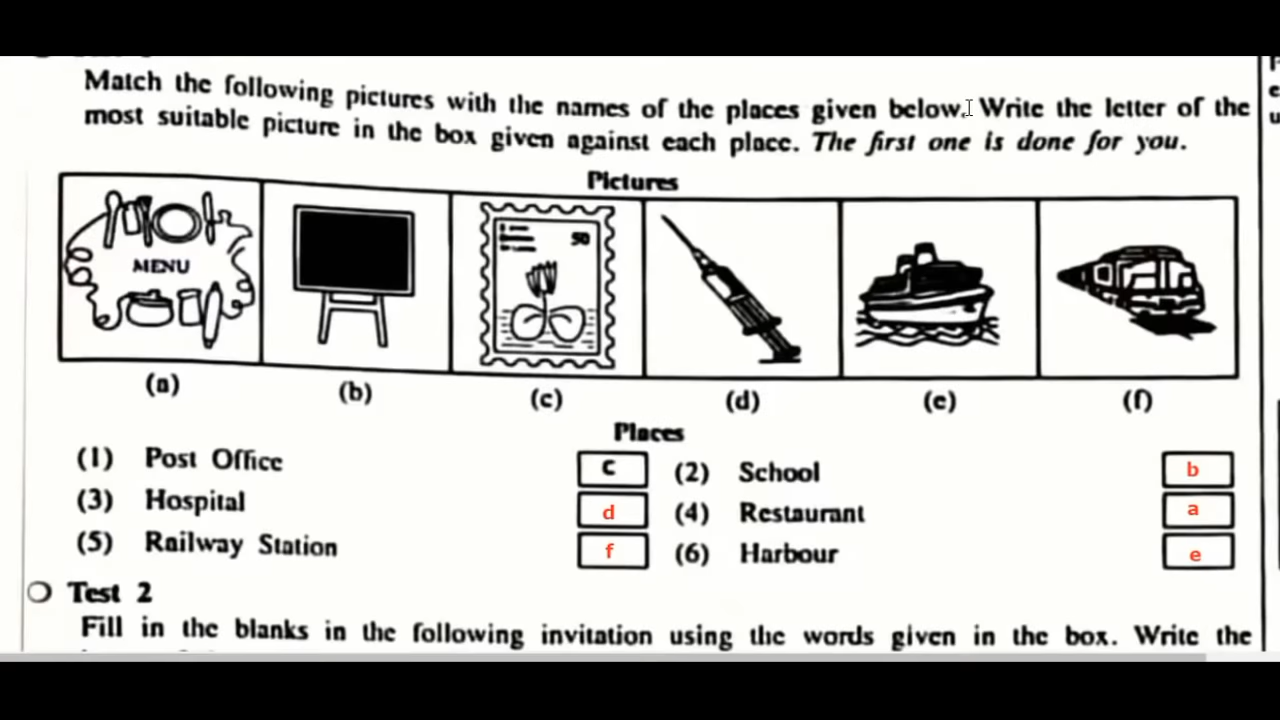 Match the following pictures with the names of the places given below. Write the letter of the
most suitable picture in the box given against each place. The first one is done for you.
Pictures
MENU
50
(a) (b) (c) (d) (e) (f)
Places
(1) Post Office c (2) School b
(3) Hospital d (4) Restaurant a
(5) Railway Station f (6) Harbour e
Test 2
Fill in the blanks in the following invitation using the words given in the box. Write the